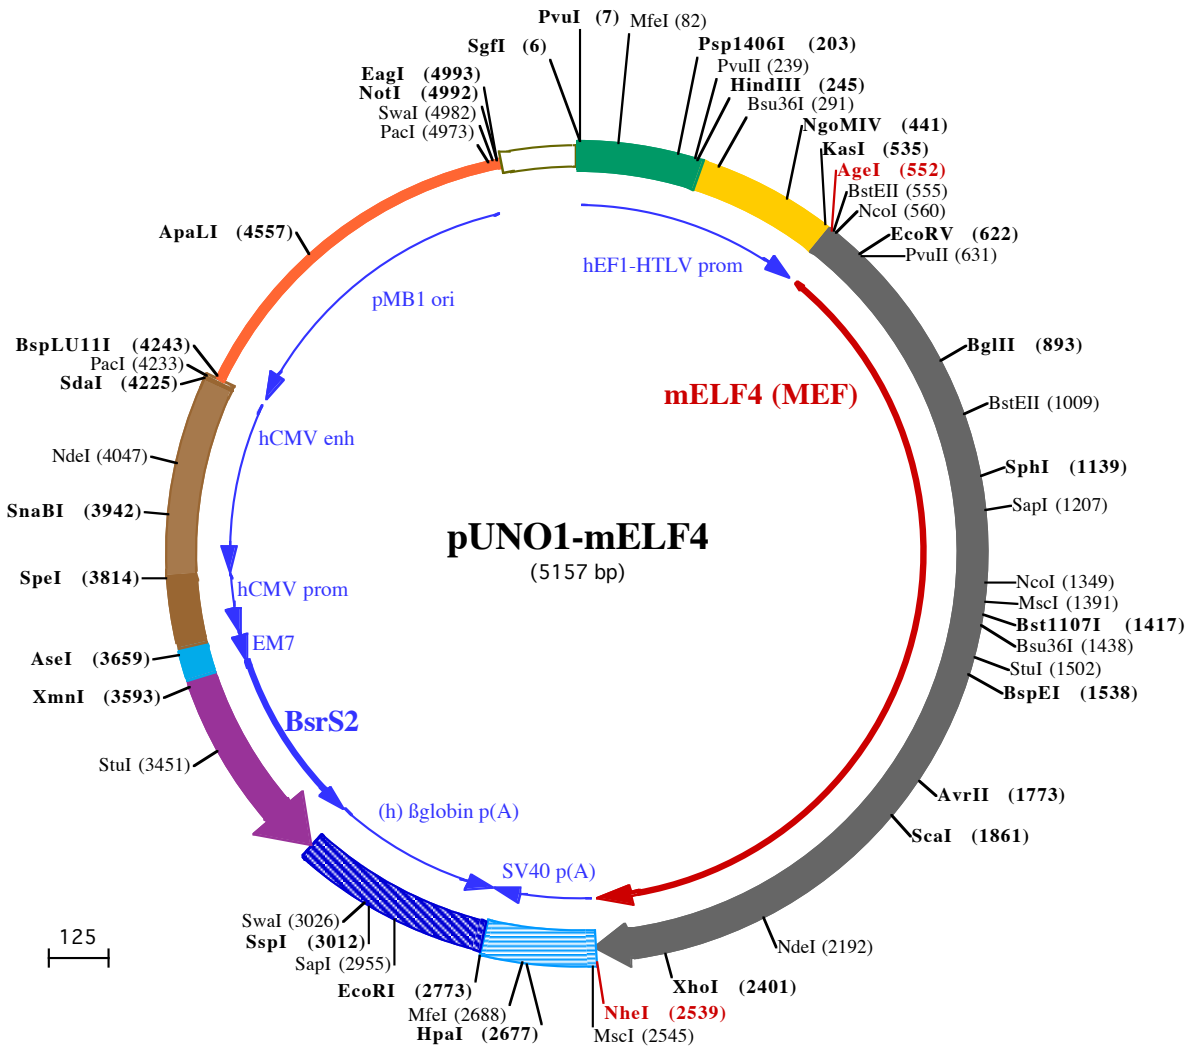 PvuI (7)
MfeI (82)
SgfI (6)
Psp1406I (203)
PvuII (239)
HindIII (245)
Bsu36I (291)
NgoMIV (441)
KasI (535)
AgeI (552)
BstEII (555)
NcoI (560)
EcoRV (622)
PvuII (631)
BglII (893)
BstEII (1009)
SphI (1139)
SapI (1207)
NcoI (1349)
MscI (1391)
Bst1107I (1417)
Bsu36I (1438)
StuI (1502)
BspEI (1538)
AvrII (1773)
ScaI (1861)
NdeI (2192)
XhoI (2401)
NheI (2539)
MscI (2545)
HpaI (2677)
MfeI (2688)
EcoRI (2773)
SapI (2955)
SspI (3012)
SwaI (3026)
StuI (3451)
XmnI (3593)
AseI (3659)
SpeI (3814)
SnaBI (3942)
NdeI (4047)
SdaI (4225)
PacI (4233)
BspLU11I (4243)
ApaLI (4557)
PacI (4973)
SwaI (4982)
NotI (4992)
EagI (4993)
hEF1-HTLV prom
mELF4 (MEF)
pUNO1-mELF4
(5157 bp)
SV40 p(A)
(h) ßglobin p(A)
BsrS2
EM7
hCMV prom
hCMV enh
pMB1 ori
125